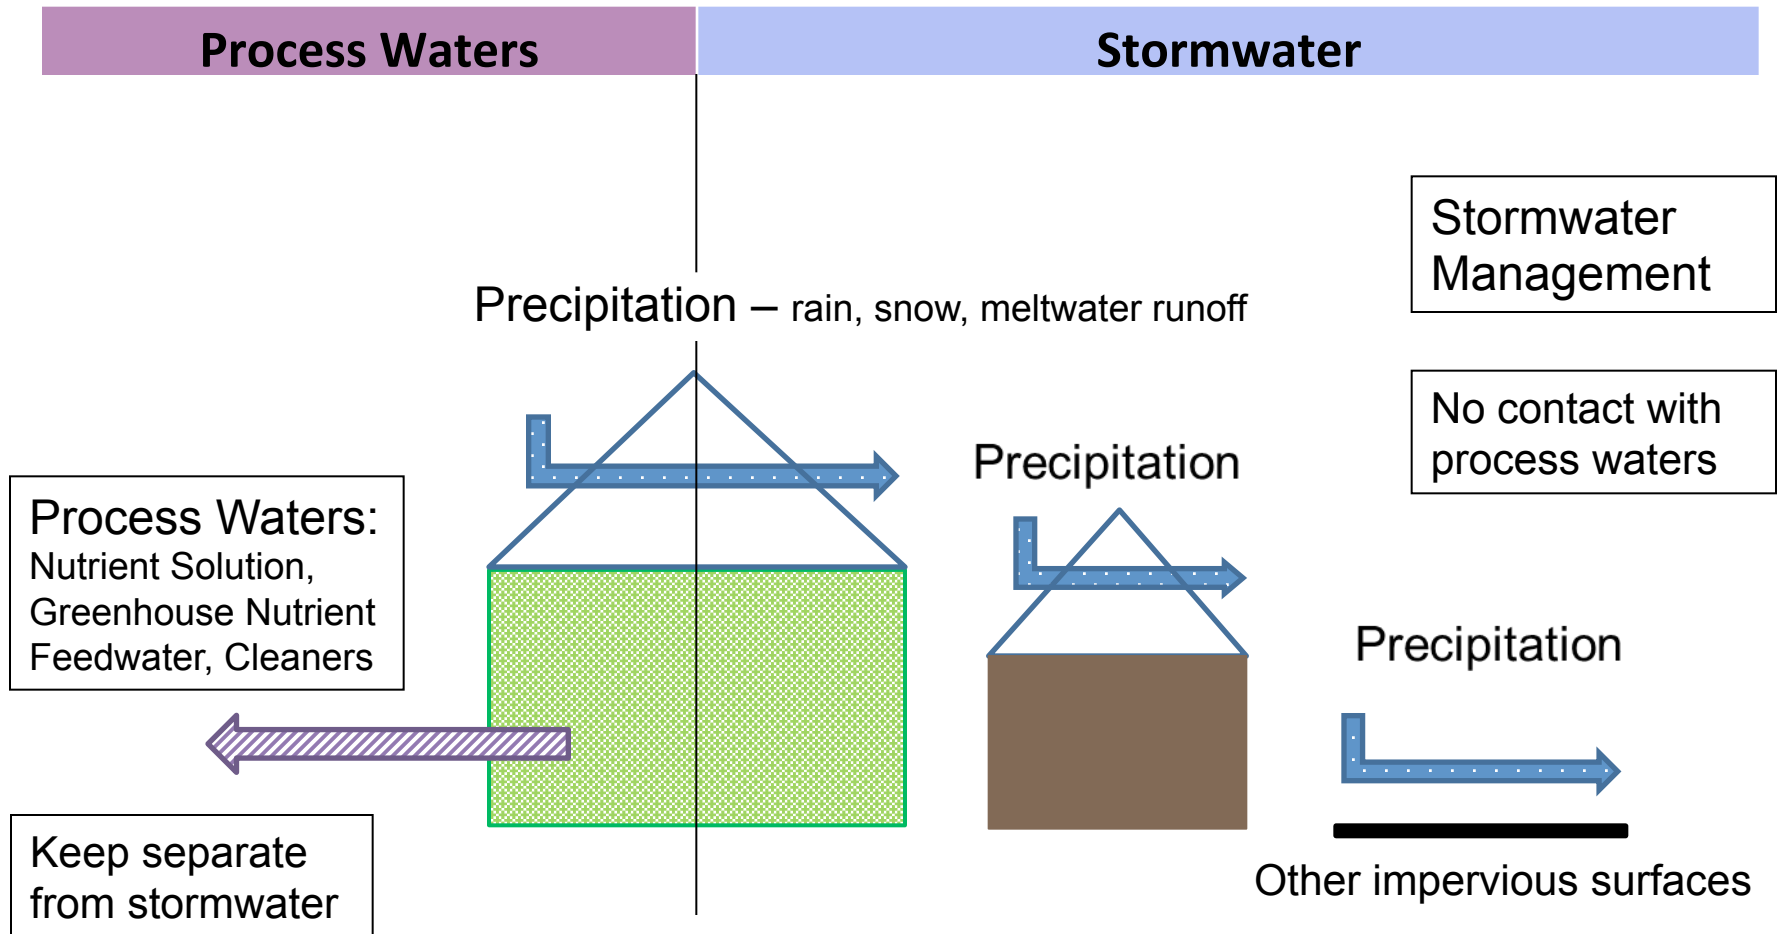 Process Waters
Stormwater
Stormwater
Management
Precipitation – rain, snow, meltwater runoff
No contact with
process waters
Precipitation
Process Waters:
Nutrient Solution,
Greenhouse Nutrient
Feedwater, Cleaners
Precipitation
Keep separate
from stormwater
Other impervious surfaces